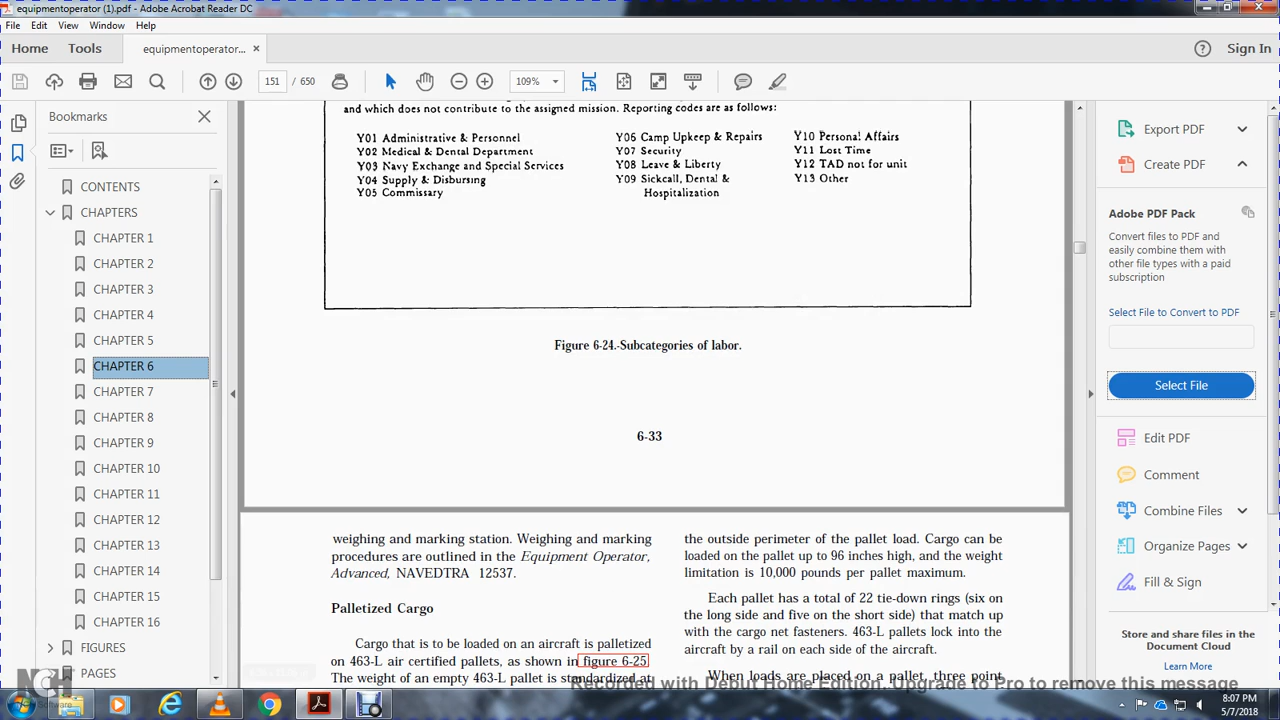 equipmentoperator (1).pdf - Adobe Acrobat Reader DC
File Edit View Window Help
Home Tools equipmentoperator... Sign In
151 / 650 109%
Bookmarks
CONTENTS
CHAPTERS
CHAPTER 1
CHAPTER 2
CHAPTER 3
CHAPTER 4
CHAPTER 5
CHAPTER 6
CHAPTER 7
CHAPTER 8
CHAPTER 9
CHAPTER 10
CHAPTER 11
CHAPTER 12
CHAPTER 13
CHAPTER 14
CHAPTER 15
CHAPTER 16
FIGURES
PAGES
and which does not contribute to the assigned mission. Reporting codes are as follows:
Y01 Administrative & Personnel
Y02 Medical & Dental Department
Y03 Navy Exchange and Special Services
Y04 Supply & Disbursing
Y05 Commissary
Y06 Camp Upkeep & Repairs
Y07 Security
Y08 Leave & Liberty
Y09 Sickcall, Dental &
Hospitalization
Y10 Personal Affairs
Y11 Lost Time
Y12 TAD not for unit
Y13 Other
Figure 6-24.-Subcategories of labor.
6-33
weighing and marking station. Weighing and marking
procedures are outlined in the Equipment Operator,
Advanced, NAVEDTRA 12537.
Palletized Cargo
Cargo that is to be loaded on an aircraft is palletized
on 463-L air certified pallets, as shown in figure 6-25
The weight of an empty 463-L pallet is standardized at
the outside perimeter of the pallet load. Cargo can be
loaded on the pallet up to 96 inches high, and the weight
limitation is 10,000 pounds per pallet maximum.
Each pallet has a total of 22 tie-down rings (six on
the long side and five on the short side) that match up
with the cargo net fasteners. 463-L pallets lock into the
aircraft by a rail on each side of the aircraft.
When loads are placed on a pallet, three point
Export PDF
Create PDF
Adobe PDF Pack
Convert files to PDF and
easily combine them with
other file types with a paid
subscription
Select File to Convert to PDF
Select File
Edit PDF
Comment
Combine Files
Organize Pages
Fill & Sign
Store and share files in the
Document Cloud
Learn More
NCH
Software
Recorded with Debut Home Edition. Upgrade to Pro to remove this message
8:07 PM
5/7/2018